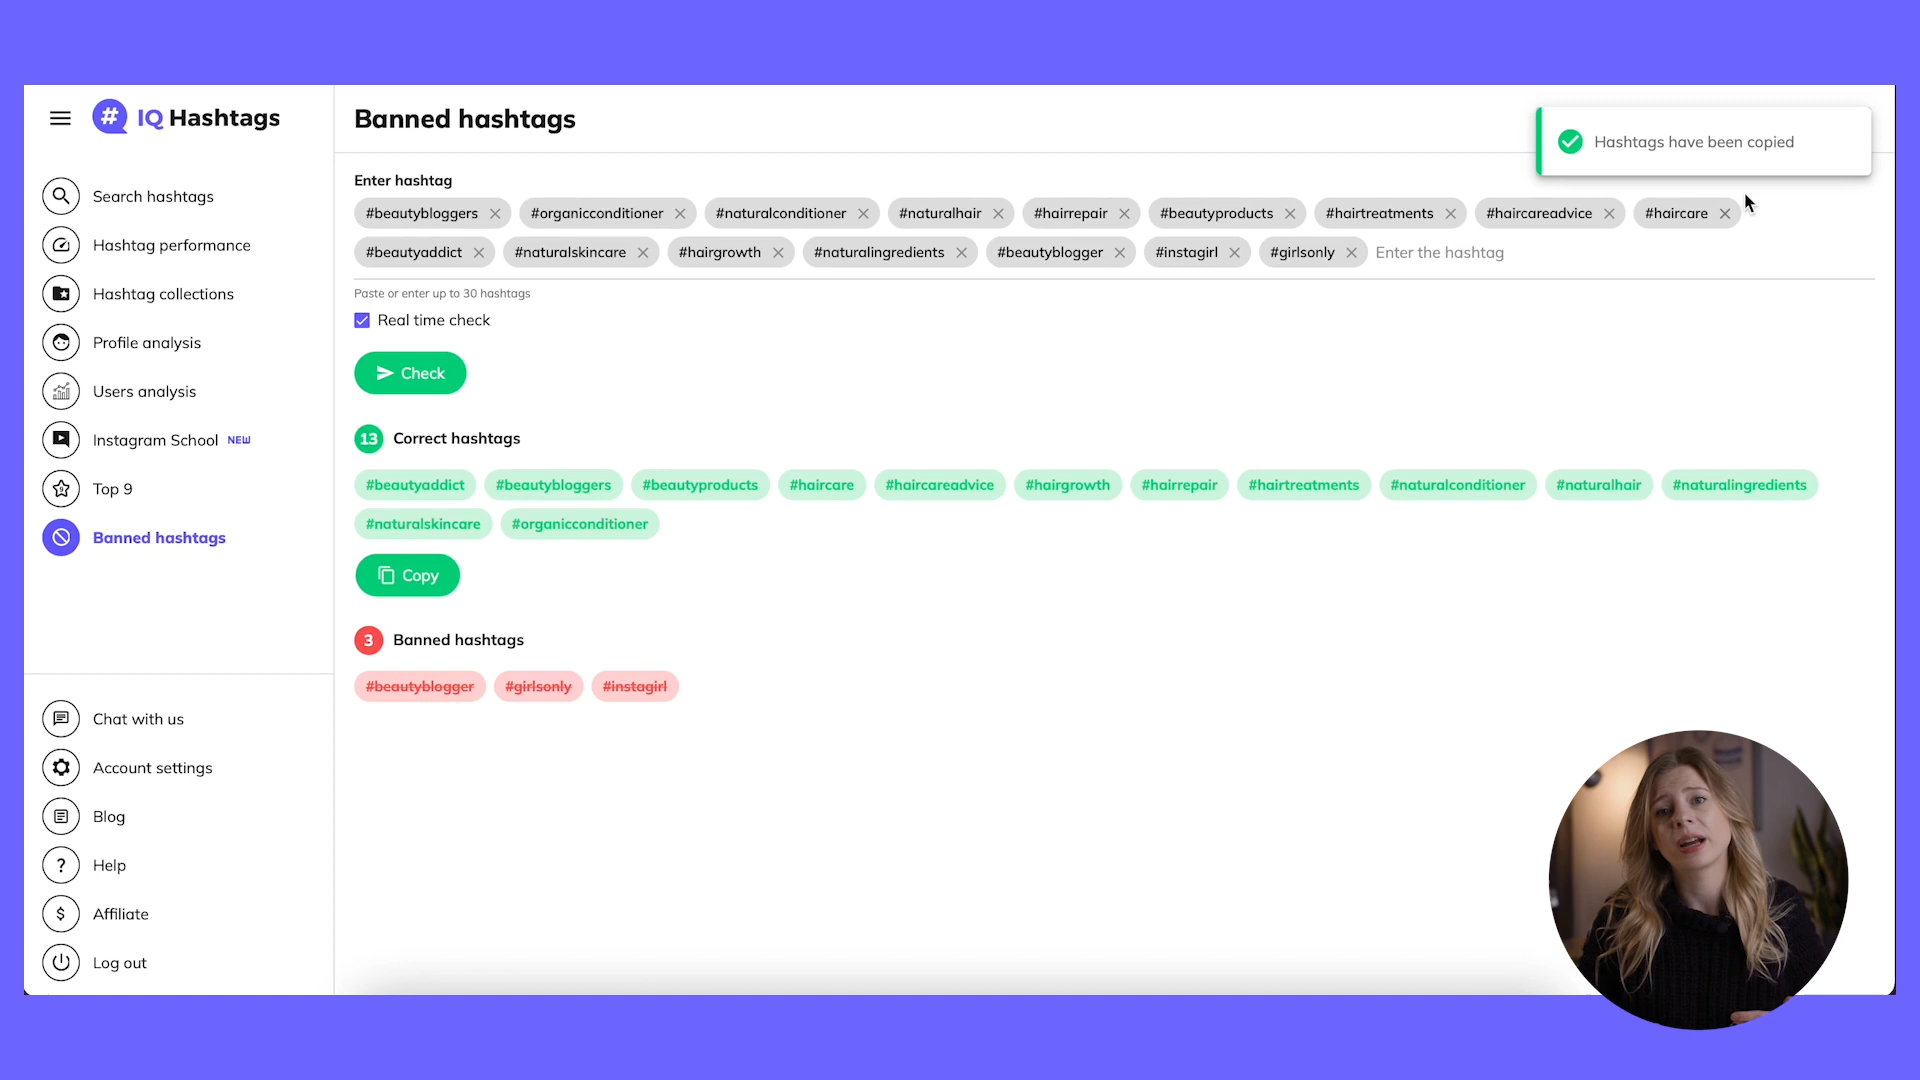 # IQ Hashtags
Search hashtags
Hashtag performance
Hashtag collections
Profile analysis
Users analysis
Instagram School NEW
Top 9
Banned hashtags
Chat with us
Account settings
Blog
? Help
$ Affiliate
Log out
Banned hashtags
Hashtags have been copied
Enter hashtag
#beautybloggers #organicconditioner #naturalconditioner #naturalhair #hairrepair #beautyproducts #hairtreatments #haircareadvice #haircare
#beautyaddict #naturalskincare #hairgrowth #naturalingredients #beautyblogger #instagirl #girlsonly Enter the hashtag
Paste or enter up to 30 hashtags
Real time check
Check
13 Correct hashtags
#beautyaddict #beautybloggers #beautyproducts #haircare #haircareadvice #hairgrowth #hairrepair #hairtreatments #naturalconditioner #naturalhair #naturalingredients
#naturalskincare #organicconditioner
Copy
3 Banned hashtags
#beautyblogger #girlsonly #instagirl